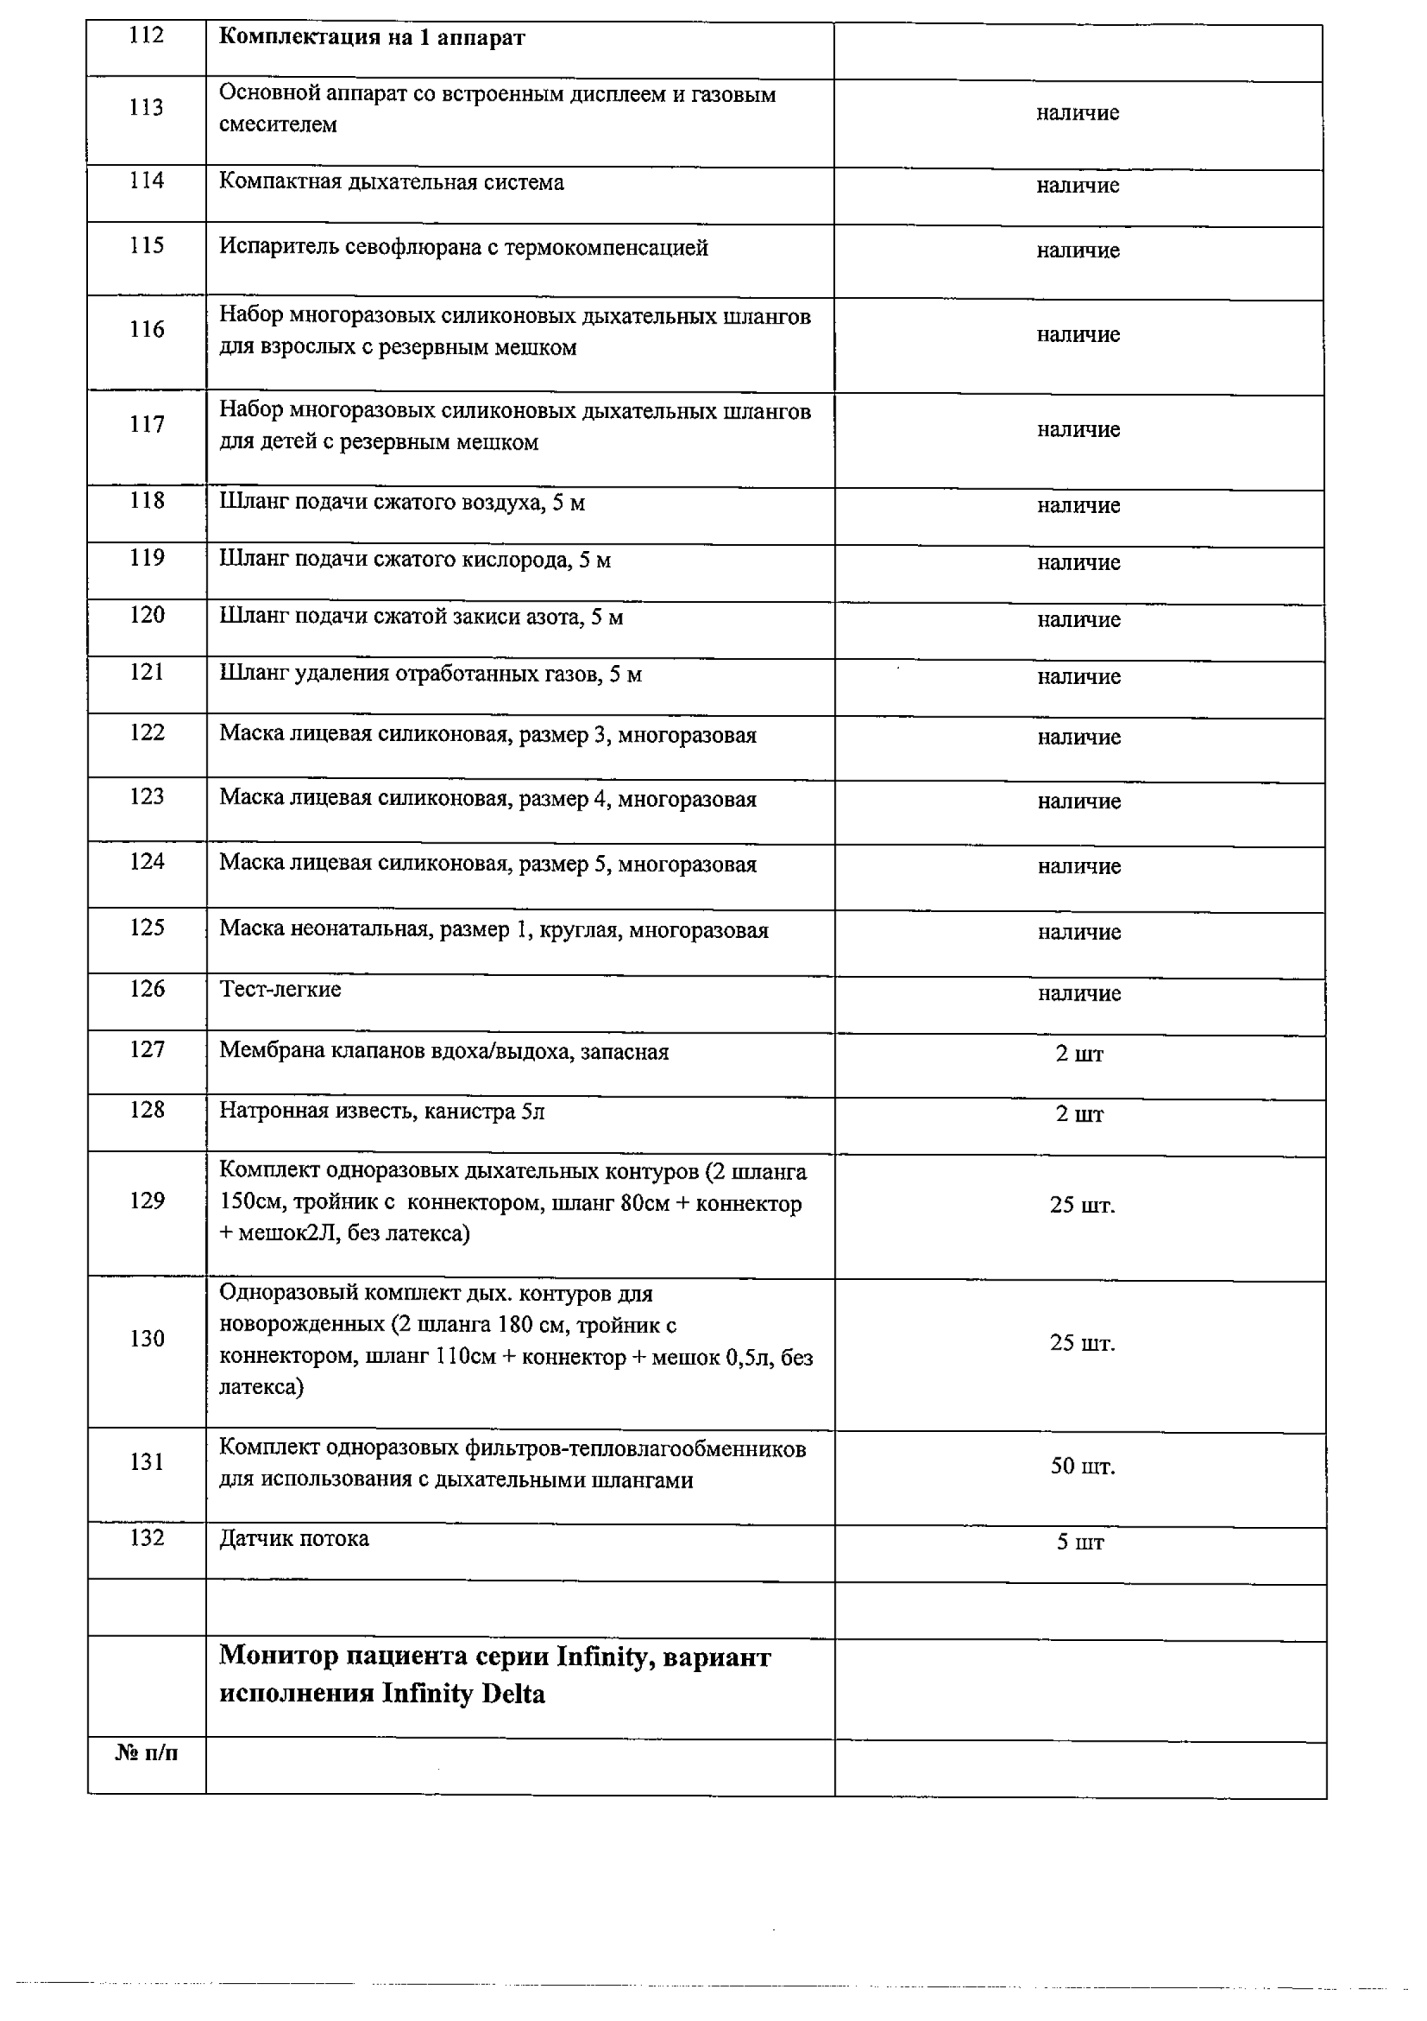 112 Комплектация на 1 аппарат
Основной аппарат со встроенным дисплеем и газовым
113 наличие
смесителем
114 Компактная дыхательная система наличие
115 Испаритель севофлюрана с термокомпенсацией наличие
Набор многоразовых силиконовых дыхательных шлангов
116 наличие
для взрослых с резервным мешком
Набор многоразовых силиконовых дыхательных шлангов
117 наличие
для детей с резервным мешком
118 Шланг подачи сжатого воздуха, 5 м наличие
119 Шланг подачи сжатого кислорода, 5 м наличие
120 Шланг подачи сжатой закиси азота, 5 м наличие
121 Шланг удаления отработанных газов, 5 м наличие
122 Маска лицевая силиконовая, размер 3, многоразовая наличие
123 Маска лицевая силиконовая, размер 4, многоразовая наличие
124 Маска лицевая силиконовая, размер 5, многоразовая наличие
125 Маска неонатальная, размер 1, круглая, многоразовая наличие
126 Тест-легкие наличие
127 Мембрана клапанов вдоха/выдоха, запасная 2 шт
128 Натронная известь, канистра 5л 2 шт
Комплект одноразовых дыхательных контуров (2 шланга
129 150см, тройник с коннектором, шланг 80см + коннектор 25 шт.
+ мешок2Л, без латекса)
Одноразовый комплект дых. контуров для
новорожденных (2 шланга 180 см, тройник с
130 25 шт.
коннектором, шланг 110см + коннектор + мешок 0,5л, без
латекса)
Комплект одноразовых фильтров-тепловлагообменников
131 50 шт.
для использования с дыхательными шлангами
132 Датчик потока 5 шт
Монитор пациента серии Infinity, вариант
исполнения Infinity Delta
№ п/п